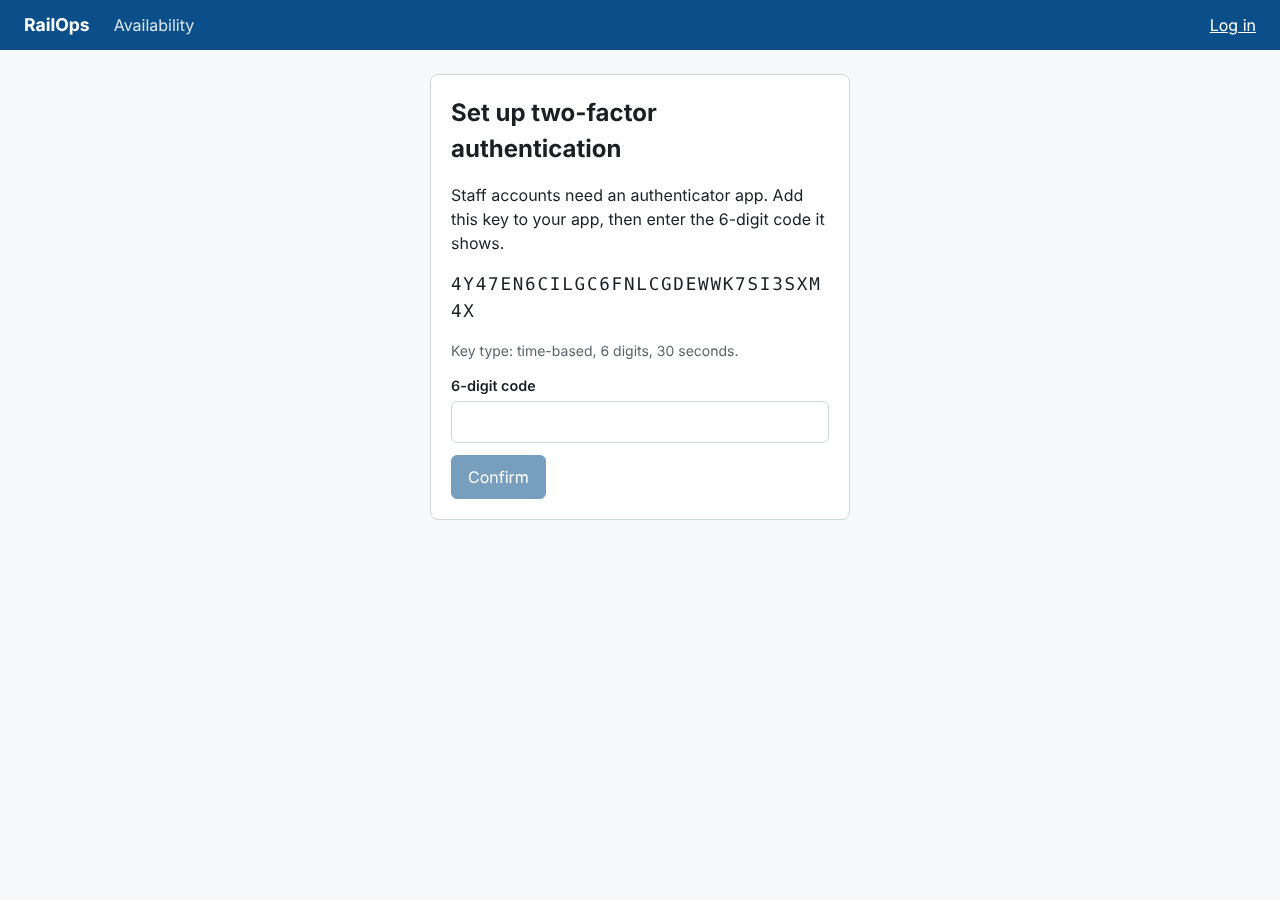 RailOps Availability Log in
Set up two-factor
authentication
Staff accounts need an authenticator app. Add
this key to your app, then enter the 6-digit code it
shows.
4Y47EN6CILGC6FNLCGDEWWK7SI3SXM
4X
Key type: time-based, 6 digits, 30 seconds.
6-digit code
Confirm